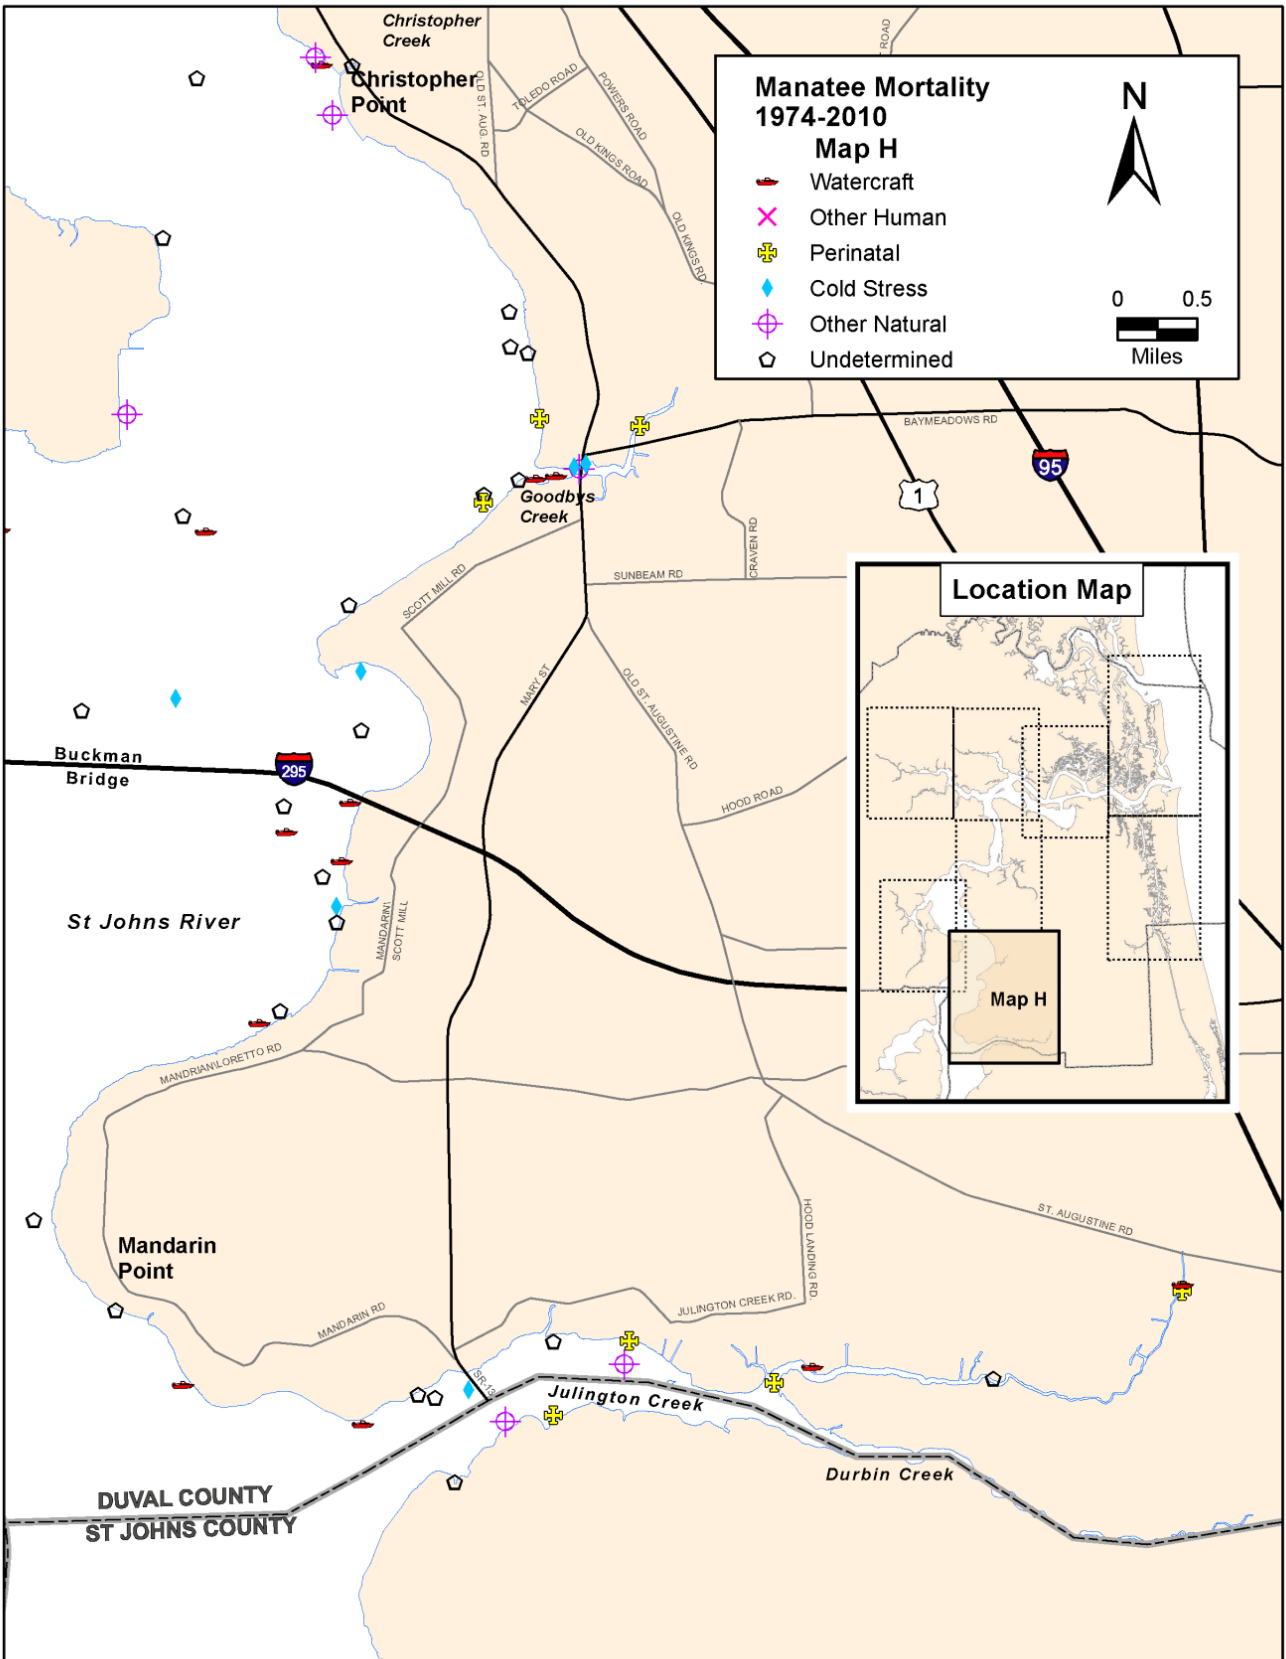 Christopher
Creek
Christopher
Point
OLD ST. AUG. RD
TOLEDO ROAD
POWERS ROAD
OLD KINGS ROAD
OLD KINGS RD.
ROAD
Manatee Mortality
1974-2010
Map H
Watercraft
Other Human
Perinatal
Cold Stress
Other Natural
Undetermined
N
0 0.5
Miles
BAYMEADOWS RD
95
1
Goodbys
Creek
CRAVEN RD
SUNBEAM RD
SCOTT MILL RD
MARY ST
OLD ST. AUGUSTINE RD
HOOD ROAD
Location Map
Map H
Buckman
Bridge
295
St Johns River
MANDARIN\
SCOTT MILL
MANDRIAN\LORETTO RD
Mandarin
Point
MANDARIN RD
HOOD LANDING RD.
JULINGTON CREEK RD.
ST. AUGUSTINE RD
SR-13
Julington Creek
Durbin Creek
DUVAL COUNTY
ST JOHNS COUNTY